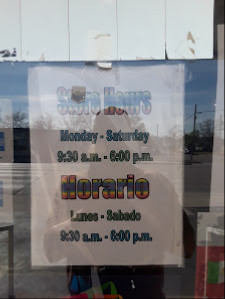 Store Hours
Monday - Saturday
9:30 a.m. - 6:00 p.m.
Horario
Lunes - Sabado
9:30 a.m. - 6:00 p.m.